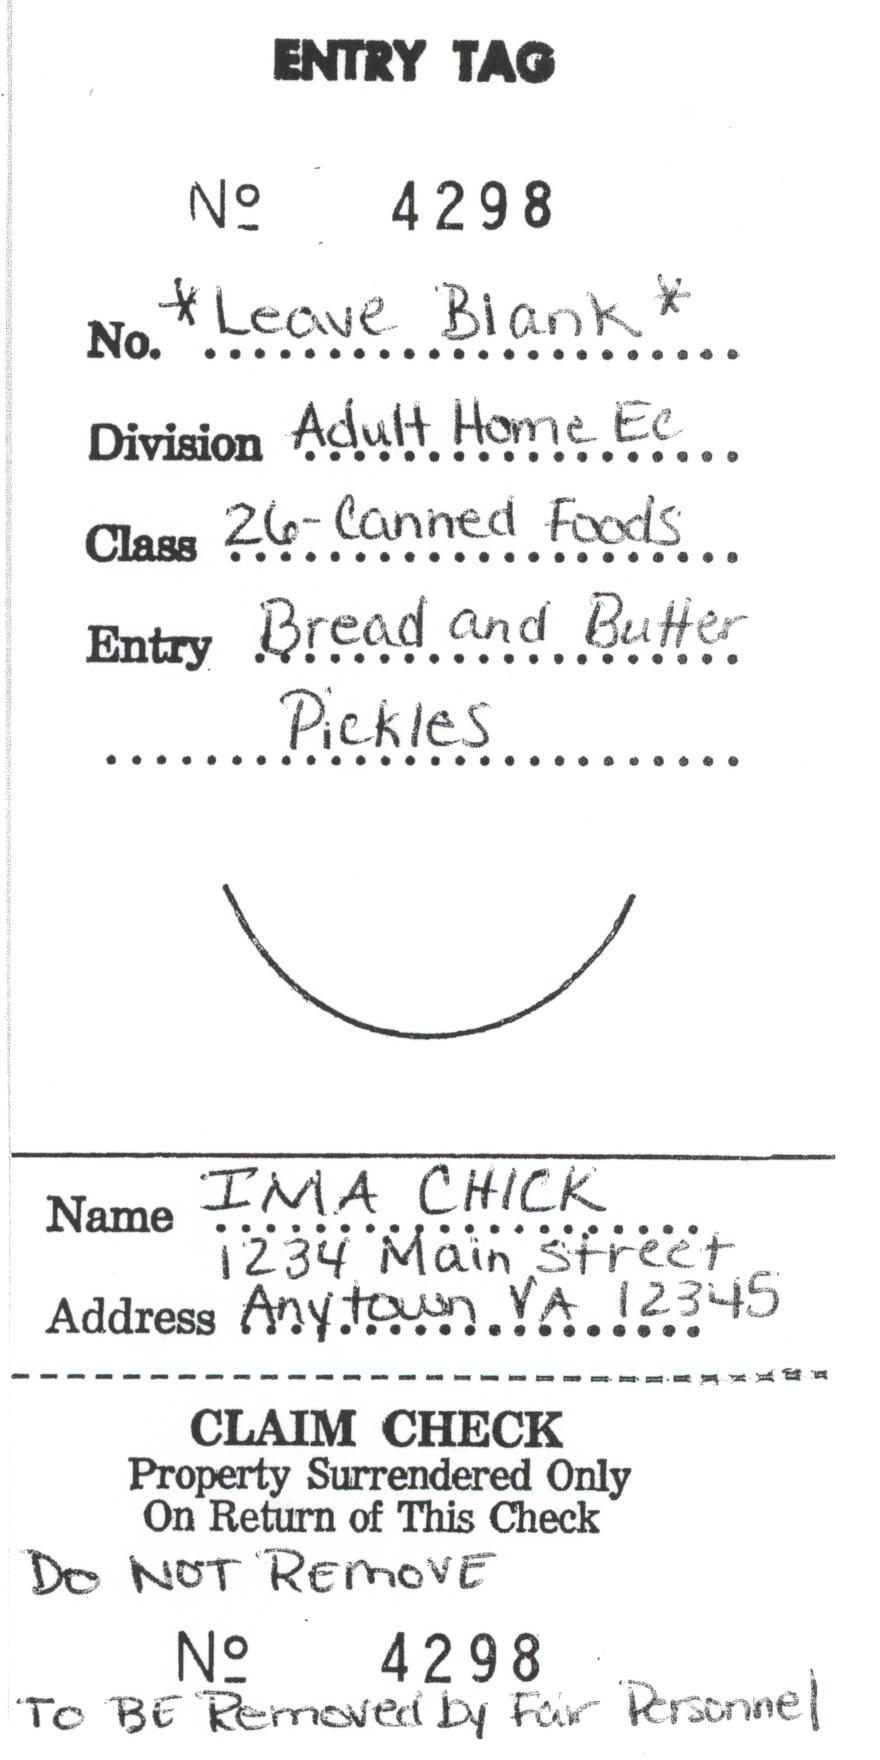 ENTRY TAG
Nº 4298
No. *Leave Blank*
Division Adult Home Ec
Class 26-Canned Foods
Entry Bread and Butter
Pickles
Name IMA CHICK
1234 Main Street
Address Anytown VA 12345
CLAIM CHECK
Property Surrendered Only
On Return of This Check
Do NOT REmoVE
Nº 4298
To BE Removed by Fair Personnel